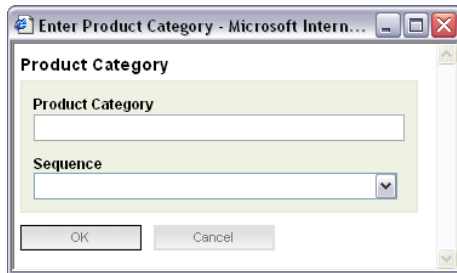 Enter Product Category - Microsoft Intern...
Product Category
Product Category
Sequence
OK
Cancel